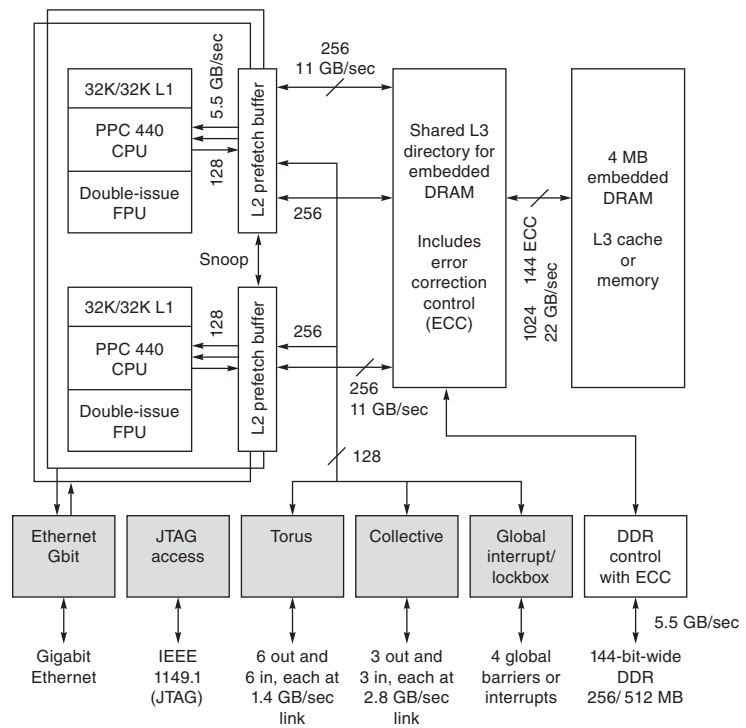 5.5 GB/sec
256
11 GB/sec
32K/32K L1
PPC 440
CPU
Double-issue
FPU
128
L2 prefetch buffer
256
Shared L3
directory for
embedded
DRAM
Includes
error
correction
control
(ECC)
1024
144 ECC
22 GB/sec
4 MB
embedded
DRAM
L3 cache
or
memory
Snoop
32K/32K L1
PPC 440
CPU
Double-issue
FPU
128
L2 prefetch buffer
256
256
11 GB/sec
128
Ethernet
Gbit
JTAG
access
Torus
Collective
Global
interrupt/
lockbox
DDR
control
with ECC
5.5 GB/sec
Gigabit
Ethernet
IEEE
1149.1
(JTAG)
6 out and
6 in, each at
1.4 GB/sec
link
3 out and
3 in, each at
2.8 GB/sec
link
4 global
barriers or
interrupts
144-bit-wide
DDR
256/ 512 MB